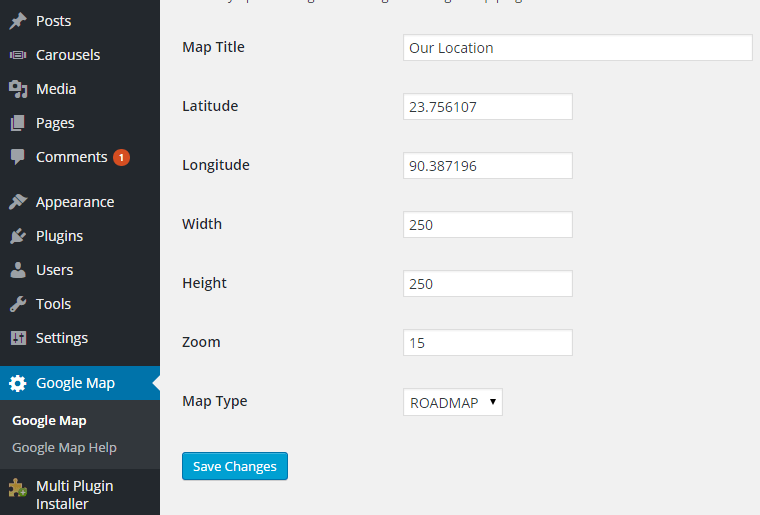 Posts
Carousels
Media
Pages
Comments 1
Appearance
Plugins
Users
Tools
Settings
Google Map
Google Map
Google Map Help
Multi Plugin
Installer
Map Title
Our Location
Latitude
23.756107
Longitude
90.387196
Width
250
Height
250
Zoom
15
Map Type
ROADMAP
Save Changes